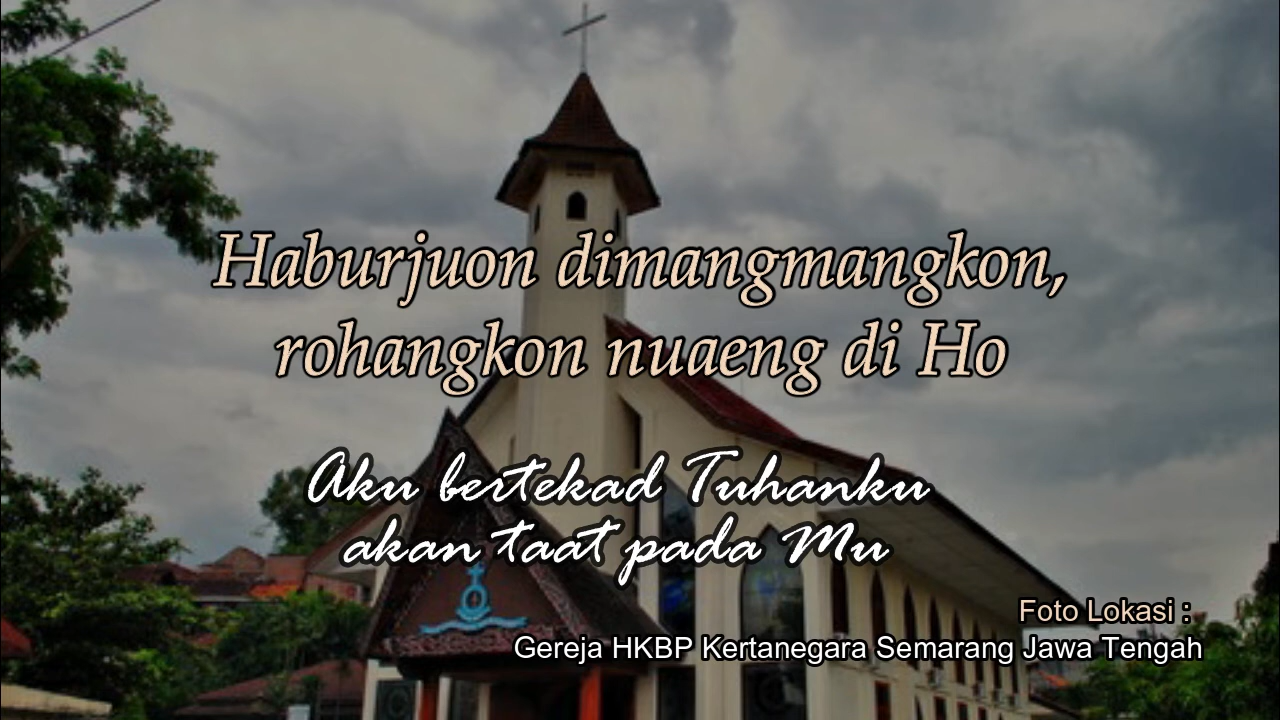 Haburjuon dimangmangkon,
rohangkon nuaeng di Ho
Aku bertekad Tuhanku
akan taat pada Mu
Foto Lokasi :
Gereja HKBP Kertanegara Semarang Jawa Tengah